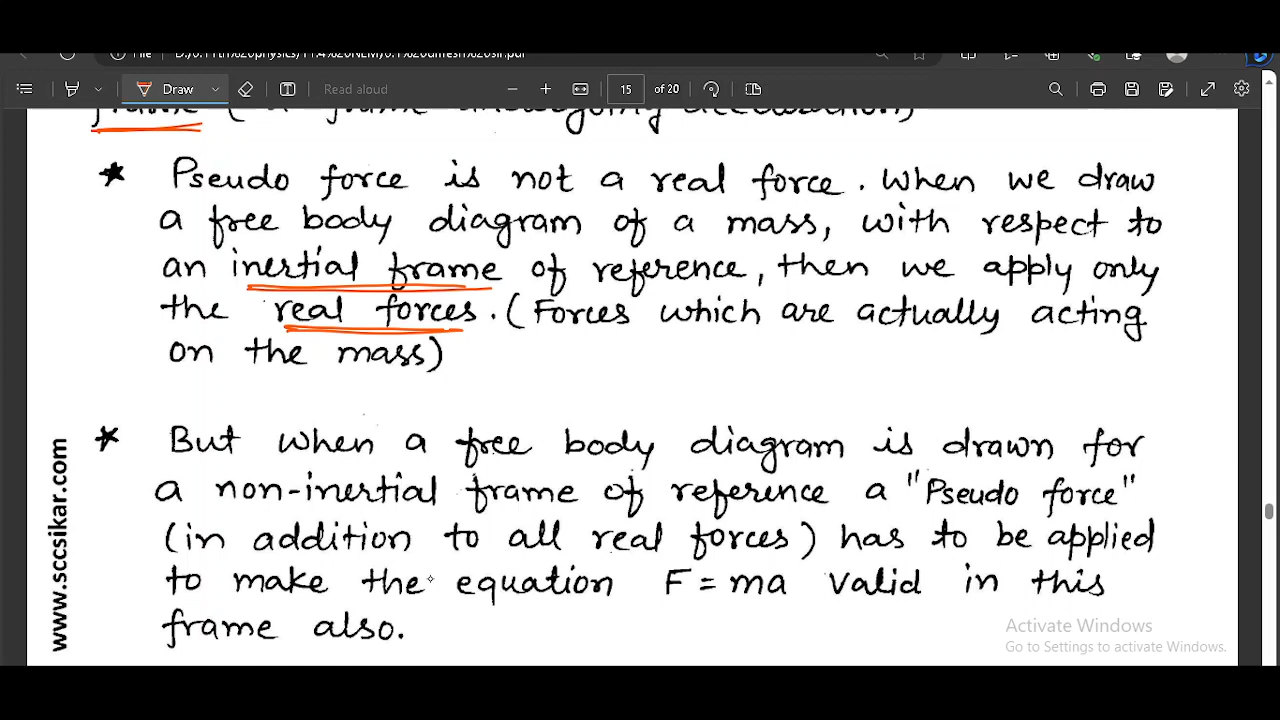 File
Draw
Read aloud
15
of 20
★ Pseudo force is not a real force. When we draw
a free body diagram of a mass, with respect to
an inertial frame of reference, then we apply only
the real forces. (Forces which are actually acting
on the mass)
★ But when a free body diagram is drawn for
a non-inertial frame of reference a "Pseudo force"
(in addition to all real forces) has to be applied
to make the equation F = ma valid in this
frame also.
www.sccsikar.com
Activate Windows
Go to Settings to activate Windows.